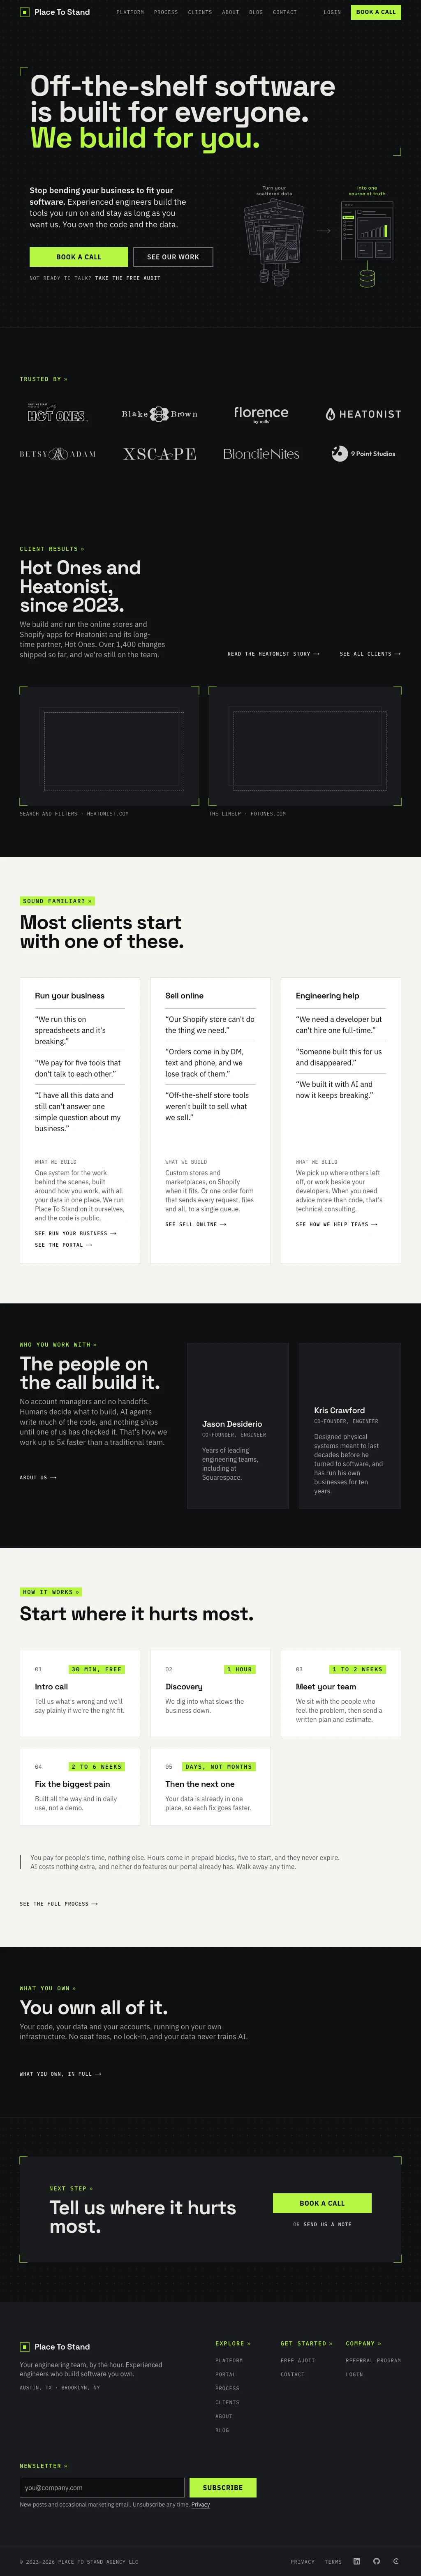 Place To Stand
PLATFORM PROCESS CLIENTS ABOUT BLOG CONTACT
LOGIN
BOOK A CALL
Off-the-shelf software
is built for everyone.
We build for you.
Stop bending your business to fit your
software. Experienced engineers build the
tools you run on and stay as long as you
want us. You own the code and the data.
BOOK A CALL
SEE OUR WORK
NOT READY TO TALK? TAKE THE FREE AUDIT
Turn your
scattered data
Into one
source of truth
TRUSTED BY »
HOT ONES
Blake Brown
florence
by mills
HEATONIST
BETSY ADAM
XSCAPE
BlondieNites
9 Point Studios
CLIENT RESULTS »
Hot Ones and
Heatonist,
since 2023.
We build and run the online stores and
Shopify apps for Heatonist and its long-
time partner, Hot Ones. Over 1,400 changes
shipped so far, and we're still on the team.
READ THE HEATONIST STORY ⟶
SEE ALL CLIENTS ⟶
SEARCH AND FILTERS · HEATONIST.COM
THE LINEUP · HOTONES.COM
SOUND FAMILIAR? »
Most clients start
with one of these.
Run your business
“We run this on
spreadsheets and it's
breaking.”
“We pay for five tools that
don't talk to each other.”
“I have all this data and
still can't answer one
simple question about my
business.”
WHAT WE BUILD
One system for the work
behind the scenes, built
around how you work, with all
your data in one place. We run
Place To Stand on it ourselves,
and the code is public.
SEE RUN YOUR BUSINESS ⟶
SEE THE PORTAL ⟶
Sell online
“Our Shopify store can't do
the thing we need.”
“Orders come in by DM,
text and phone, and we
lose track of them.”
“Off-the-shelf store tools
weren't built to sell what
we sell.”
WHAT WE BUILD
Custom stores and
marketplaces, on Shopify
when it fits. Or one order form
that sends every request, files
and all, to a single queue.
SEE SELL ONLINE ⟶
Engineering help
“We need a developer but
can't hire one full-time.”
“Someone built this for us
and disappeared.”
“We built it with AI and
now it keeps breaking.”
WHAT WE BUILD
We pick up where others left
off, or work beside your
developers. When you need
advice more than code, that's
technical consulting.
SEE HOW WE HELP TEAMS ⟶
WHO YOU WORK WITH »
The people on
the call build it.
No account managers and no handoffs.
Humans decide what to build, AI agents
write much of the code, and nothing ships
until one of us has checked it. That's how we
work up to 5x faster than a traditional team.
ABOUT US ⟶
Jason Desiderio
CO-FOUNDER, ENGINEER
Years of leading
engineering teams,
including at
Squarespace.
Kris Crawford
CO-FOUNDER, ENGINEER
Designed physical
systems meant to last
decades before he
turned to software, and
has run his own
businesses for ten
years.
HOW IT WORKS »
Start where it hurts most.
01
30 MIN, FREE
Intro call
Tell us what's wrong and we'll
say plainly if we're the right fit.
02
1 HOUR
Discovery
We dig into what slows the
business down.
03
1 TO 2 WEEKS
Meet your team
We sit with the people who
feel the problem, then send a
written plan and estimate.
04
2 TO 6 WEEKS
Fix the biggest pain
Built all the way and in daily
use, not a demo.
05
DAYS, NOT MONTHS
Then the next one
Your data is already in one
place, so each fix goes faster.
You pay for people's time, nothing else. Hours come in prepaid blocks, five to start, and they never expire.
AI costs nothing extra, and neither do features our portal already has. Walk away any time.
SEE THE FULL PROCESS ⟶
WHAT YOU OWN »
You own all of it.
Your code, your data and your accounts, running on your own
infrastructure. No seat fees, no lock-in, and your data never trains AI.
WHAT YOU OWN, IN FULL ⟶
NEXT STEP »
Tell us where it hurts
most.
BOOK A CALL
OR SEND US A NOTE
Place To Stand
Your engineering team, by the hour. Experienced
engineers who build software you own.
AUSTIN, TX · BROOKLYN, NY
EXPLORE »
PLATFORM
PORTAL
PROCESS
CLIENTS
ABOUT
BLOG
GET STARTED »
FREE AUDIT
CONTACT
COMPANY »
REFERRAL PROGRAM
LOGIN
NEWSLETTER »
you@company.com
SUBSCRIBE
New posts and occasional marketing email. Unsubscribe any time. Privacy
© 2023–2026 PLACE TO STAND AGENCY LLC
PRIVACY TERMS